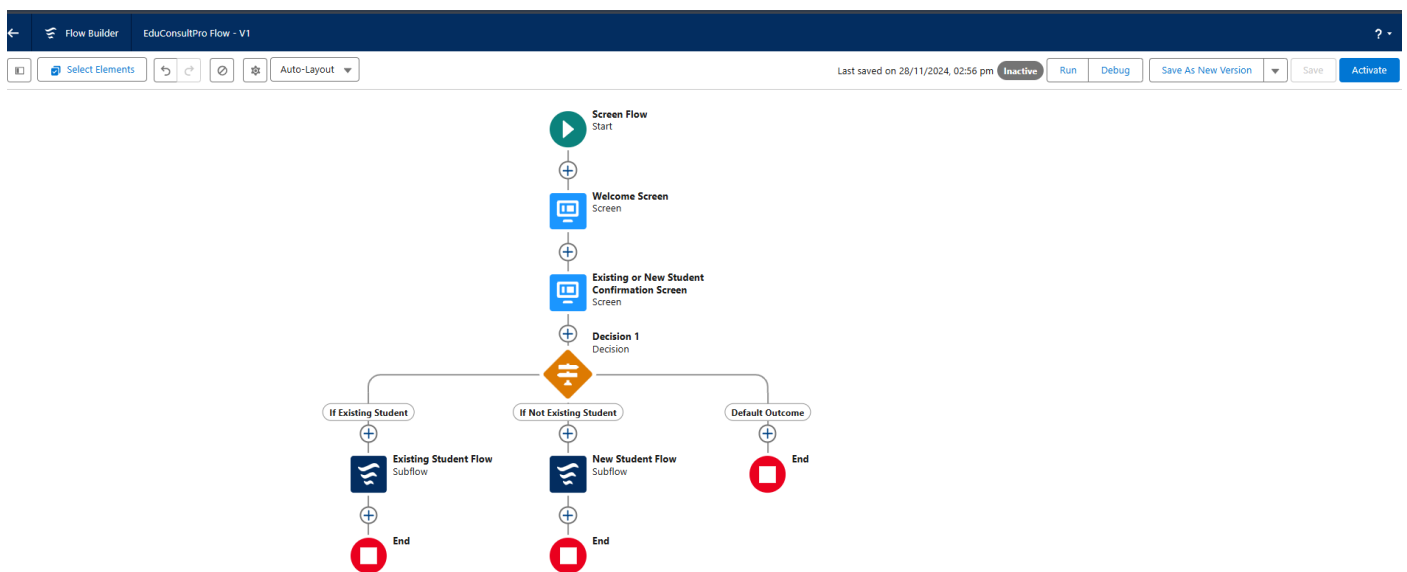 Flow Builder
EduConsultPro Flow - V1
?
Select Elements
Auto-Layout
Last saved on 28/11/2024, 02:56 pm
Inactive
Run
Debug
Save As New Version
Save
Activate
Screen Flow
Start
Welcome Screen
Screen
Existing or New Student
Confirmation Screen
Screen
Decision 1
Decision
If Existing Student
If Not Existing Student
Default Outcome
Existing Student Flow
Subflow
New Student Flow
Subflow
End
End
End